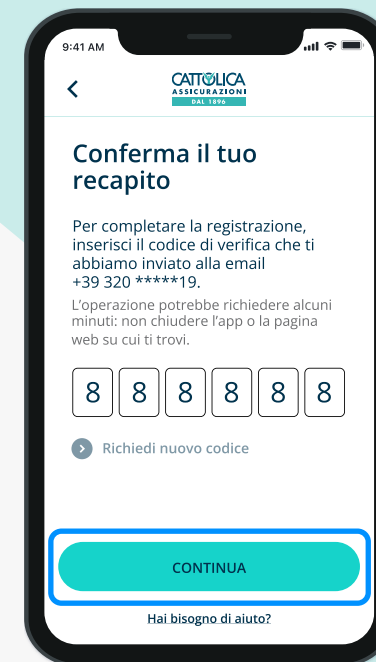 9:41 AM
CATTOLICA
ASSICURAZIONI
DAL 1896
Conferma il tuo
recapito
Per completare la registrazione,
inserisci il codice di verifica che ti
abbiamo inviato alla email
+39 320 *****19.
L'operazione potrebbe richiedere alcuni
minuti: non chiudere l'app o la pagina
web su cui ti trovi.
8 8 8 8 8 8
Richiedi nuovo codice
CONTINUA
Hai bisogno di aiuto?